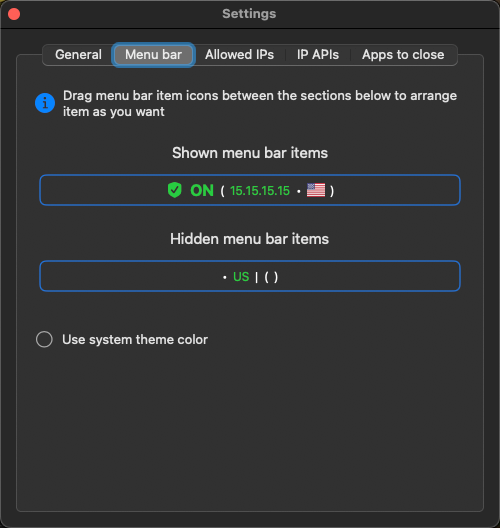 Settings
General Menu bar Allowed IPs IP APIs Apps to close
Drag menu bar item icons between the sections below to arrange
item as you want
Shown menu bar items
ON ( 15.15.15.15 • )
Hidden menu bar items
• US | ( )
Use system theme color